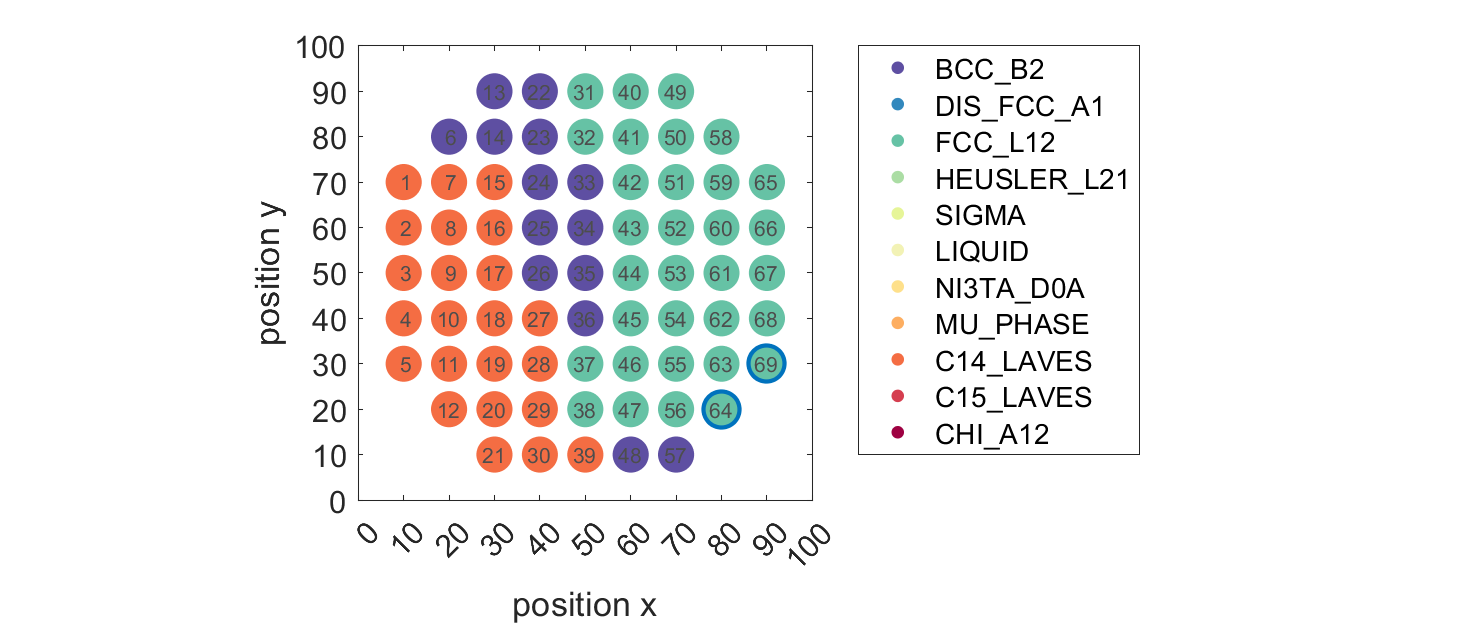 100
90
80
70
60
50
40
30
20
10
0
position y
13 22 31 40 49
6 14 23 32 41 50 58
1 7 15 24 33 42 51 59 65
2 8 16 25 34 43 52 60 66
3 9 17 26 35 44 53 61 67
4 10 18 27 36 45 54 62 68
5 11 19 28 37 46 55 63 69
12 20 29 38 47 56 64
21 30 39 48 57
0 10 20 30 40 50 60 70 80 90 100
position x
BCC_B2
DIS_FCC_A1
FCC_L12
HEUSLER_L21
SIGMA
LIQUID
NI3TA_D0A
MU_PHASE
C14_LAVES
C15_LAVES
CHI_A12